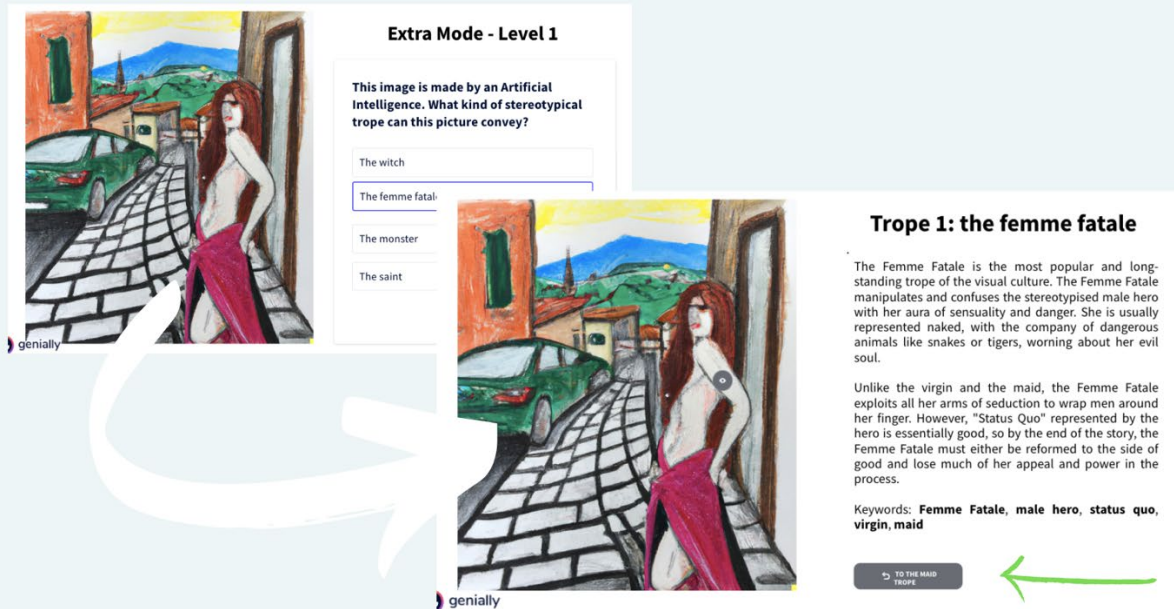 Extra Mode - Level 1
This image is made by an Artificial
Intelligence. What kind of stereotypical
trope can this picture convey?
The witch
The femme fatal
The monster
The saint
genially
Trope 1: the femme fatale
The Femme Fatale is the most popular and long-
standing trope of the visual culture. The Femme Fatale
manipulates and confuses the stereotypised male hero
with her aura of sensuality and danger. She is usually
represented naked, with the company of dangerous
animals like snakes or tigers, worning about her evil
soul.
Unlike the virgin and the maid, the Femme Fatale
exploits all her arms of seduction to wrap men around
her finger. However, "Status Quo" represented by the
hero is essentially good, so by the end of the story, the
Femme Fatale must either be reformed to the side of
good and lose much of her appeal and power in the
process.
Keywords: Femme Fatale, male hero, status quo,
virgin, maid
TO THE MAID
TROPE
genially